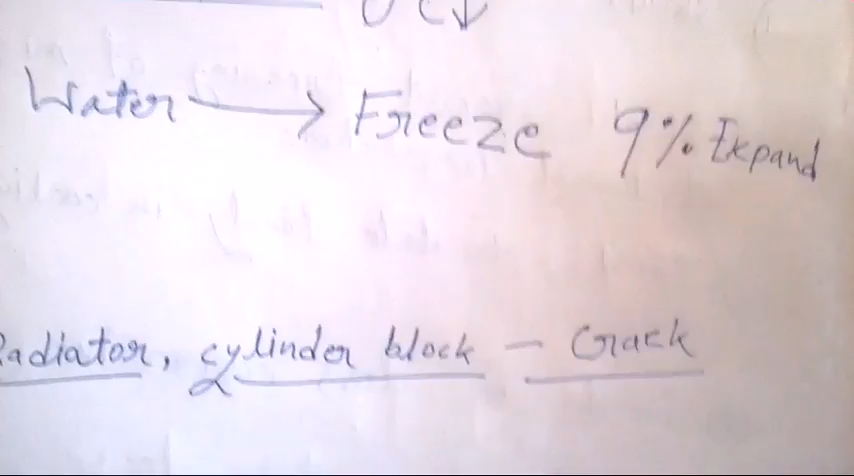 Water → Freeze 9% Expand
Radiator, cylinder block - Crack